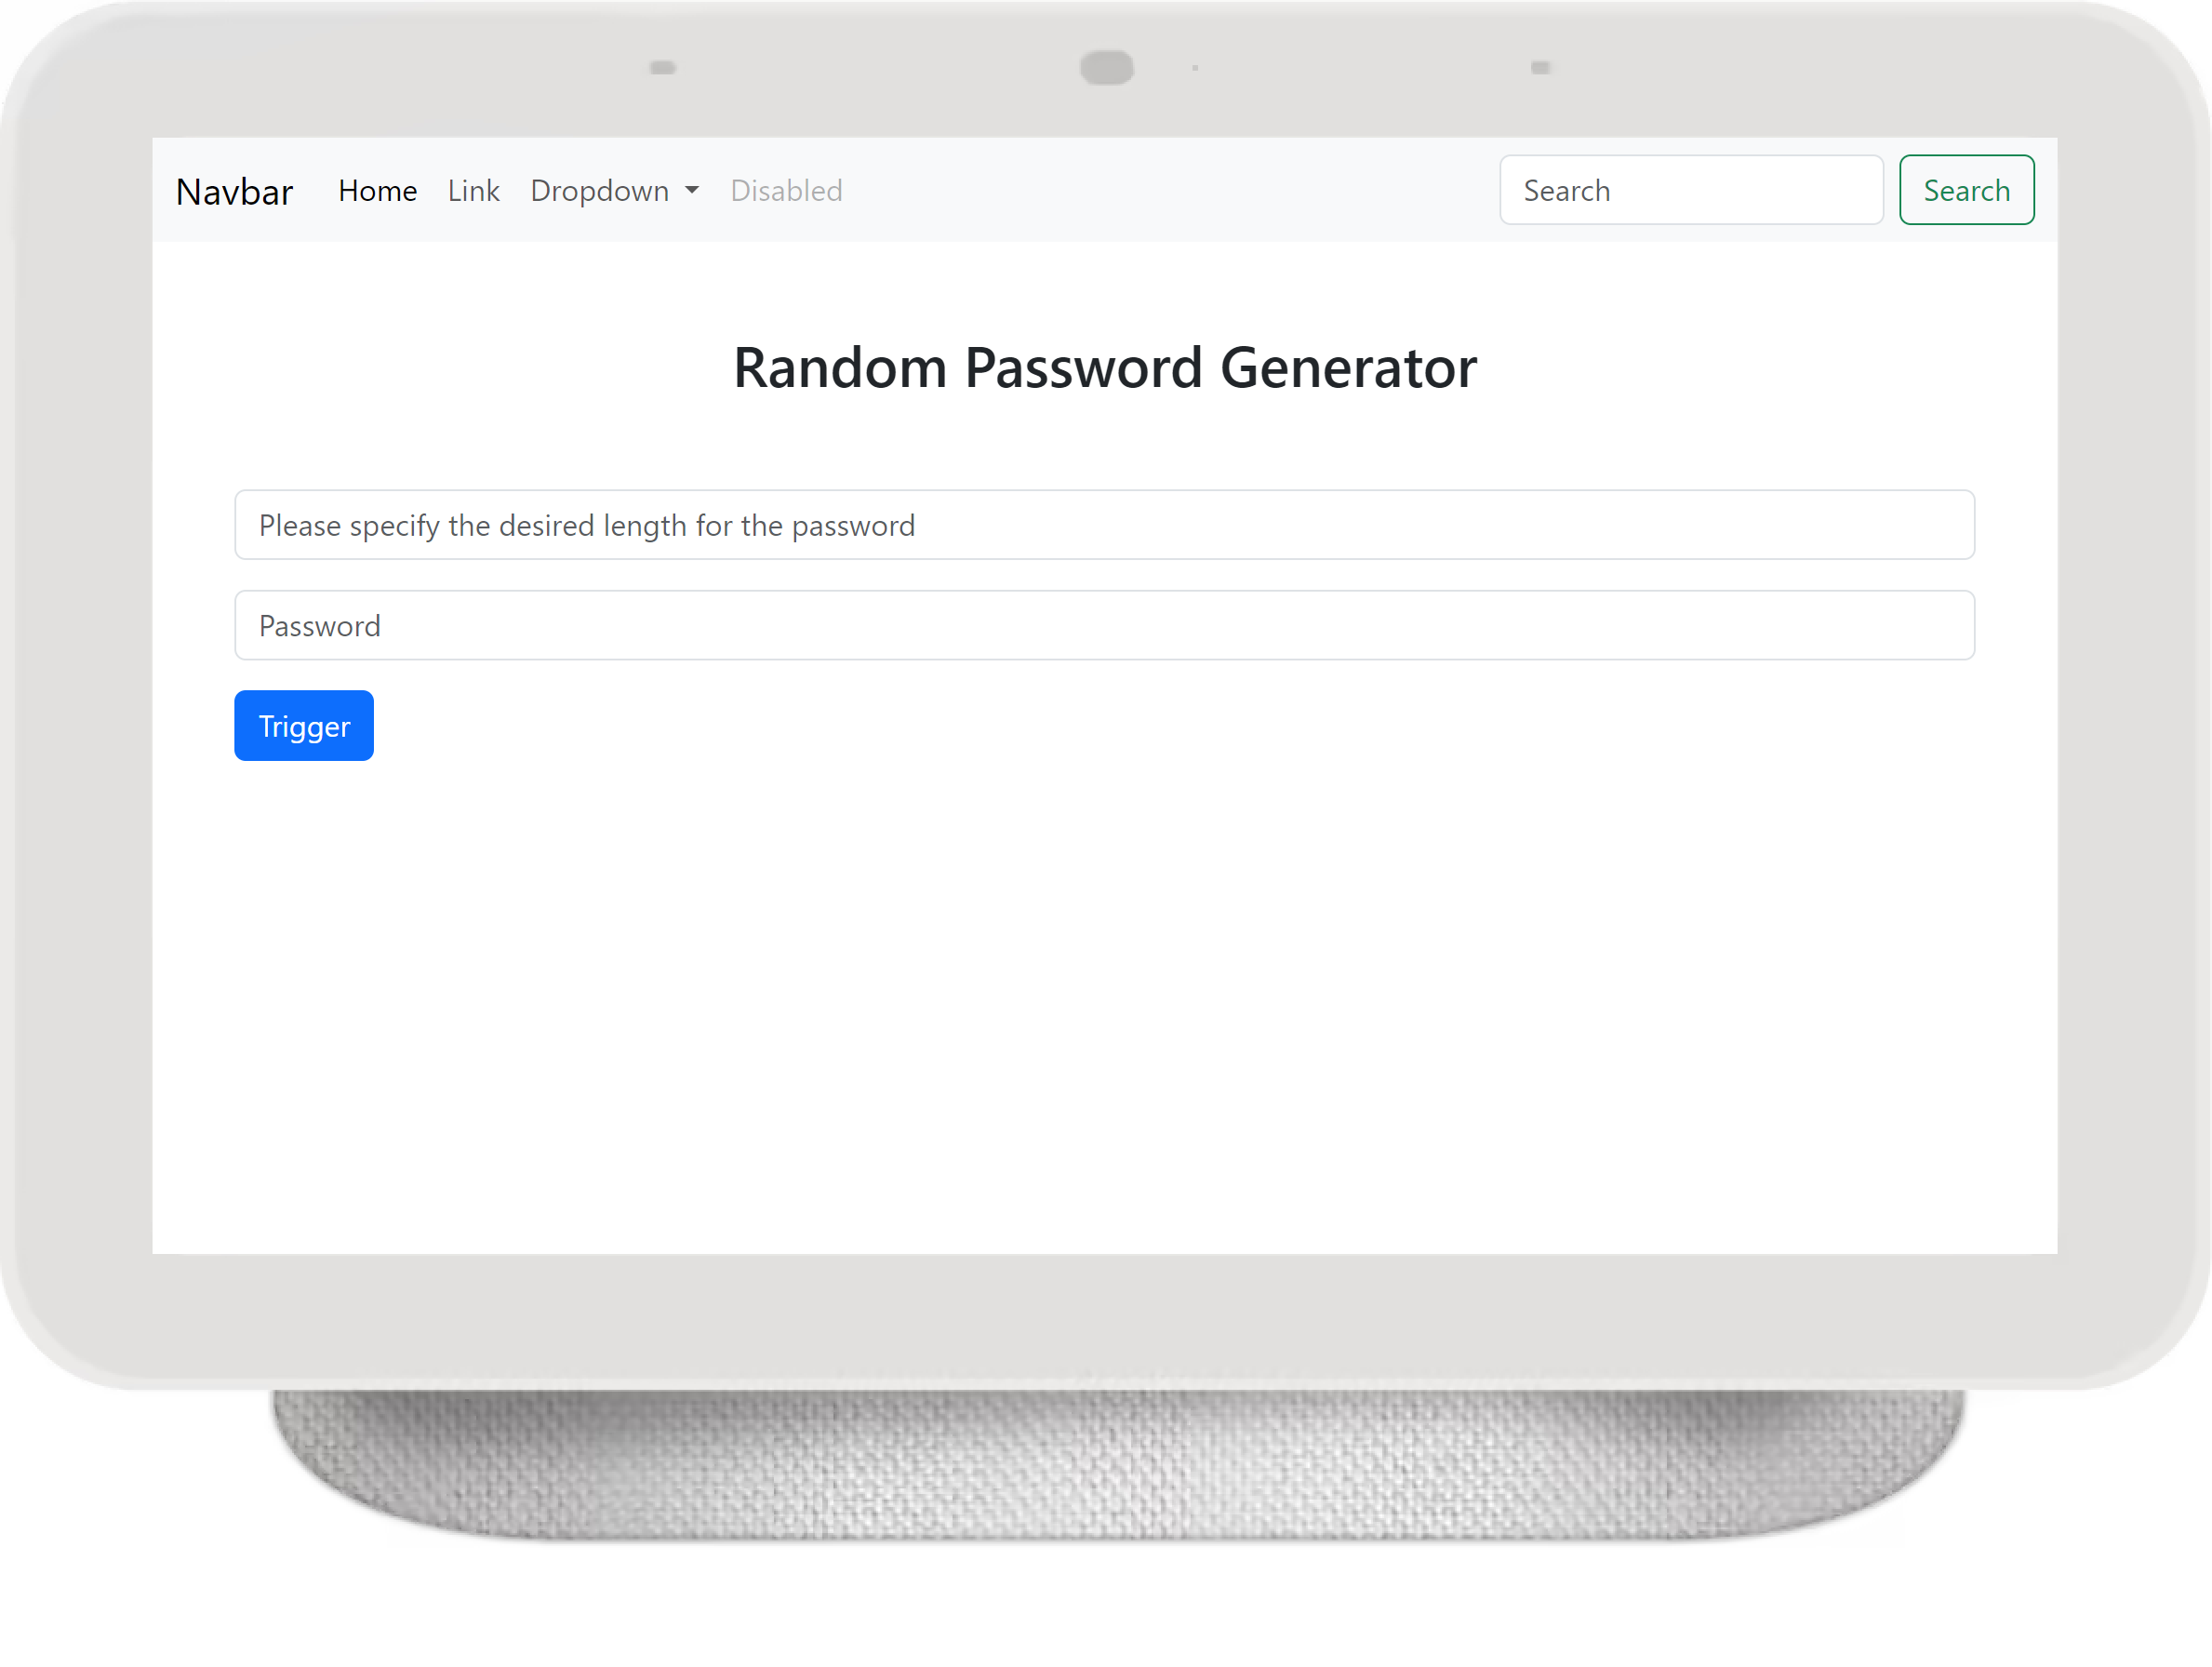 Navbar Home Link Dropdown Disabled Search Search
Random Password Generator
Please specify the desired length for the password
Password
Trigger